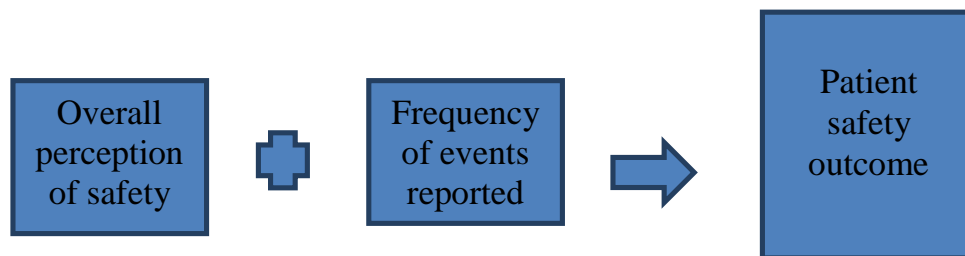 Overall
perception
of safety
Frequency
of events
reported
Patient
safety
outcome